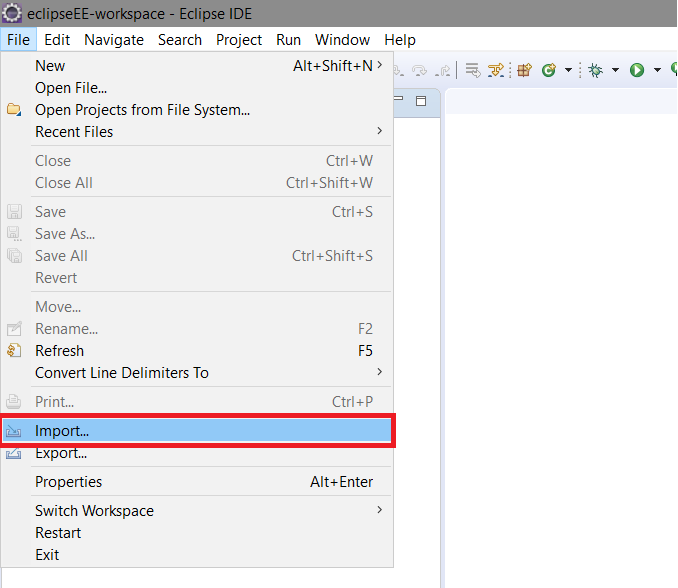 eclipseEE-workspace - Eclipse IDE
File Edit Navigate Search Project Run Window Help
New Alt+Shift+N
Open File...
Open Projects from File System...
Recent Files
Close Ctrl+W
Close All Ctrl+Shift+W
Save Ctrl+S
Save As...
Save All Ctrl+Shift+S
Revert
Move...
Rename... F2
Refresh F5
Convert Line Delimiters To
Print... Ctrl+P
Import...
Export...
Properties Alt+Enter
Switch Workspace
Restart
Exit